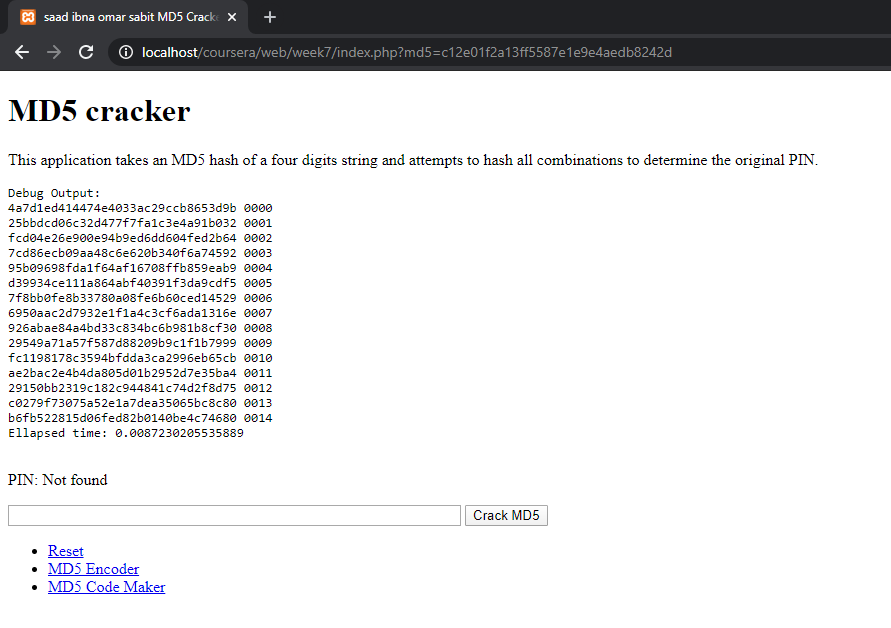 saad ibna omar sabit MD5 Cracke
localhost/coursera/web/week7/index.php?md5=c12e01f2a13ff5587e1e9e4aedb8242d
MD5 cracker
This application takes an MD5 hash of a four digits string and attempts to hash all combinations to determine the original PIN.
Debug Output:
4a7d1ed414474e4033ac29ccb8653d9b 0000
25bbdcd06c32d477f7fa1c3e4a91b032 0001
fcd04e26e900e94b9ed6dd604fed2b64 0002
7cd86ecb09aa48c6e620b340f6a74592 0003
95b09698fda1f64af16708ffb859eab9 0004
d39934ce111a864abf40391f3da9cdf5 0005
7f8bb0fe8b33780a08fe6b60ced14529 0006
6950aac2d7932e1f1a4c3cf6ada1316e 0007
926abae84a4bd33c834bc6b981b8cf30 0008
29549a71a57f587d88209b9c1f1b7999 0009
fc1198178c3594bfdda3ca2996eb65cb 0010
ae2bac2e4b4da805d01b2952d7e35ba4 0011
29150bb2319c182c944841c74d2f8d75 0012
c0279f73075a52e1a7dea35065bc8c80 0013
b6fb522815d06fed82b0140be4c74680 0014
Ellapsed time: 0.0087230205535889
PIN: Not found
Crack MD5
Reset
MD5 Encoder
MD5 Code Maker